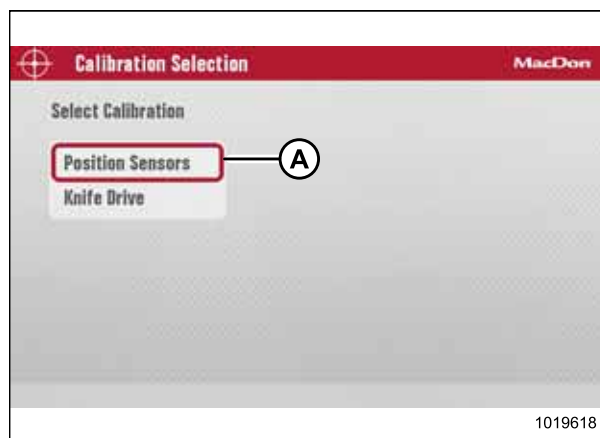 Calibration Selection MacDon
Select Calibration
Position Sensors A
Knife Drive
1019618